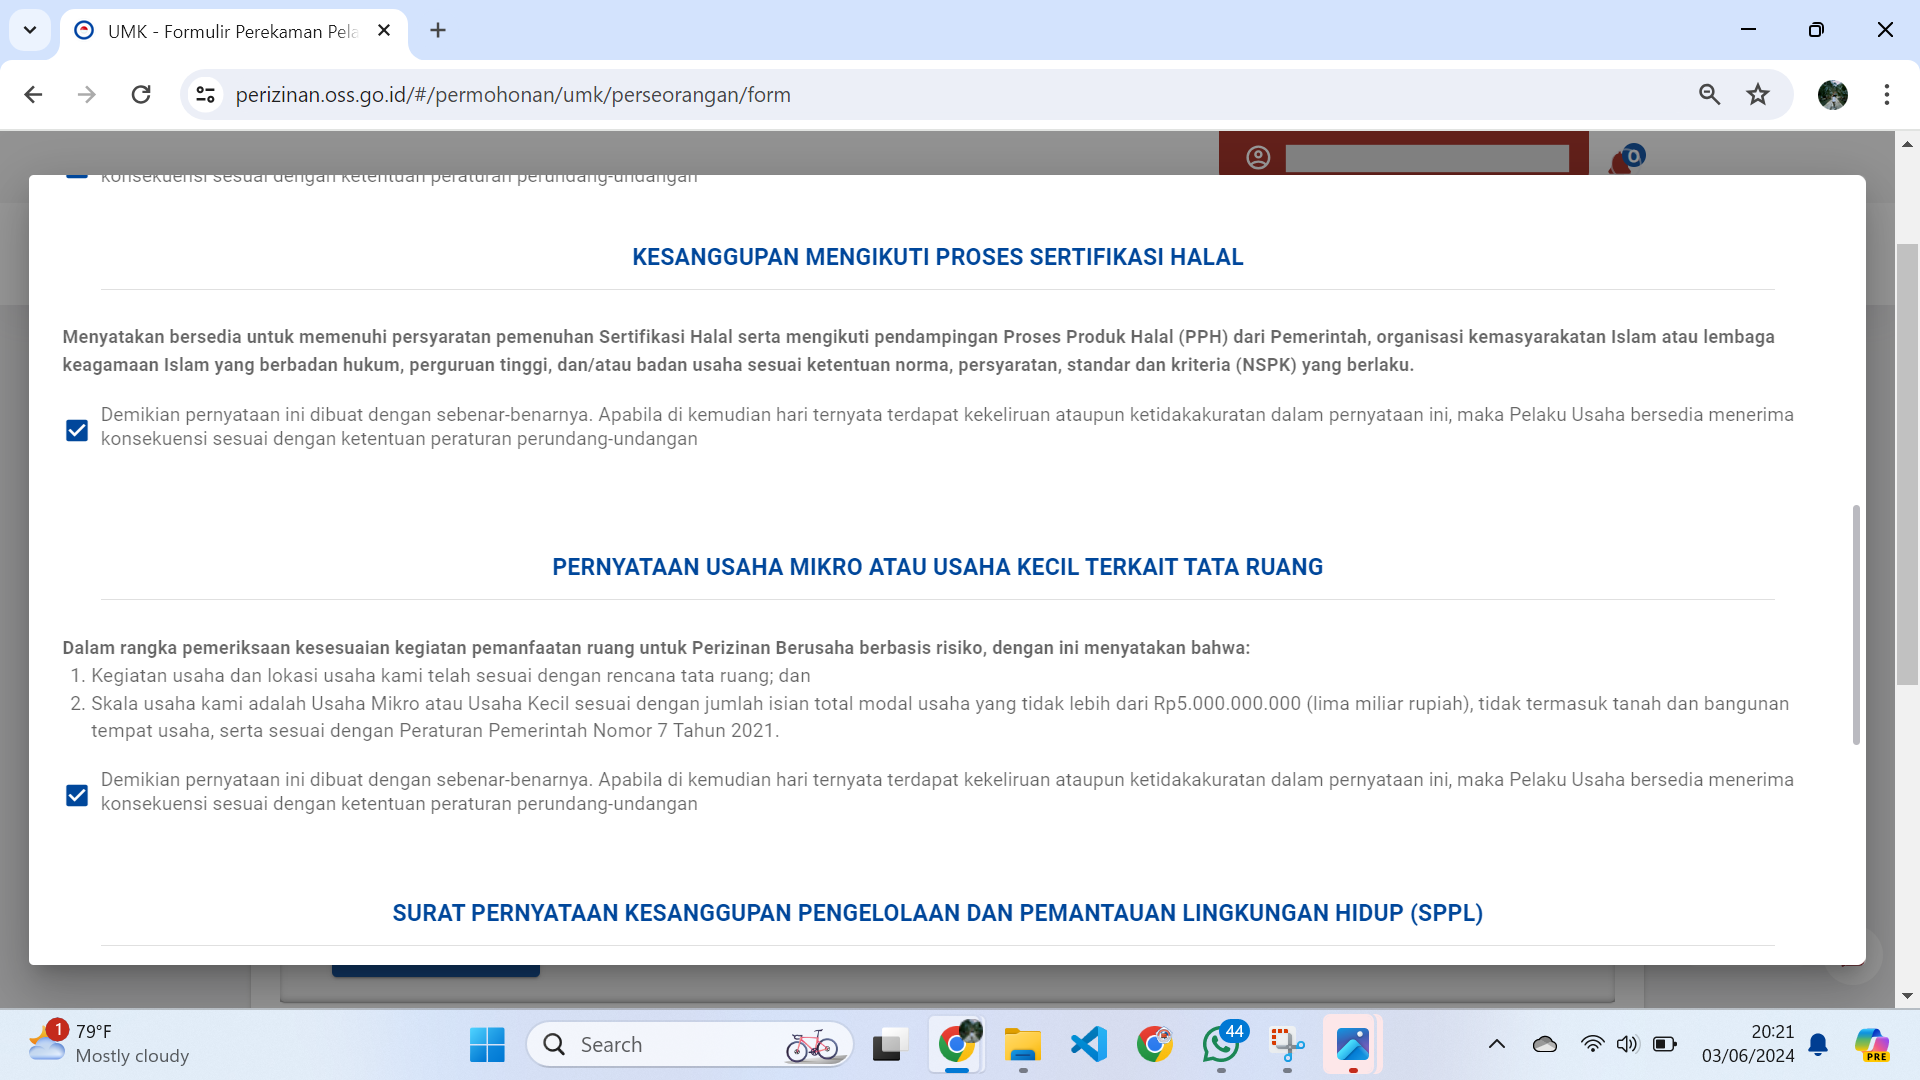 UMK - Formulir Perekaman Pela
perizinan.oss.go.id/#/permohonan/umk/perseorangan/form
0
konsekuensi sesuai dengan ketentuan peraturan perundang-undangan
KESANGGUPAN MENGIKUTI PROSES SERTIFIKASI HALAL
Menyatakan bersedia untuk memenuhi persyaratan pemenuhan Sertifikasi Halal serta mengikuti pendampingan Proses Produk Halal (PPH) dari Pemerintah, organisasi kemasyarakatan Islam atau lembaga
keagamaan Islam yang berbadan hukum, perguruan tinggi, dan/atau badan usaha sesuai ketentuan norma, persyaratan, standar dan kriteria (NSPK) yang berlaku.
Demikian pernyataan ini dibuat dengan sebenar-benarnya. Apabila di kemudian hari ternyata terdapat kekeliruan ataupun ketidakakuratan dalam pernyataan ini, maka Pelaku Usaha bersedia menerima
konsekuensi sesuai dengan ketentuan peraturan perundang-undangan
PERNYATAAN USAHA MIKRO ATAU USAHA KECIL TERKAIT TATA RUANG
Dalam rangka pemeriksaan kesesuaian kegiatan pemanfaatan ruang untuk Perizinan Berusaha berbasis risiko, dengan ini menyatakan bahwa:
1. Kegiatan usaha dan lokasi usaha kami telah sesuai dengan rencana tata ruang; dan
2. Skala usaha kami adalah Usaha Mikro atau Usaha Kecil sesuai dengan jumlah isian total modal usaha yang tidak lebih dari Rp5.000.000.000 (lima miliar rupiah), tidak termasuk tanah dan bangunan
tempat usaha, serta sesuai dengan Peraturan Pemerintah Nomor 7 Tahun 2021.
Demikian pernyataan ini dibuat dengan sebenar-benarnya. Apabila di kemudian hari ternyata terdapat kekeliruan ataupun ketidakakuratan dalam pernyataan ini, maka Pelaku Usaha bersedia menerima
konsekuensi sesuai dengan ketentuan peraturan perundang-undangan
SURAT PERNYATAAN KESANGGUPAN PENGELOLAAN DAN PEMANTAUAN LINGKUNGAN HIDUP (SPPL)
1
79°F
Mostly cloudy
Search
44
20:21
03/06/2024
PRE